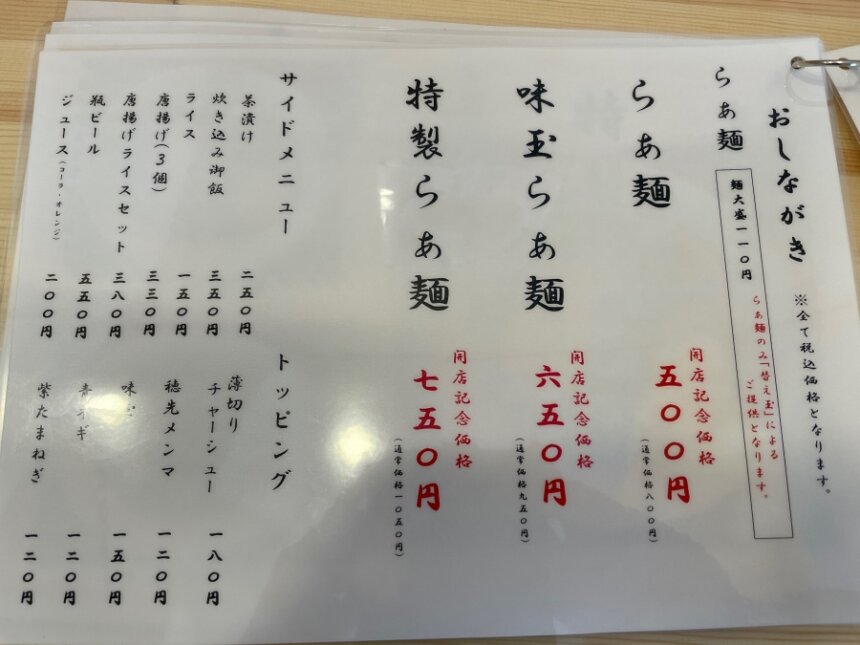 おしながき
※全て税込価格となります。
らぁ麺
麺大盛一一〇円
らぁ麺のみ「替え玉」による
ご提供となります。
らぁ麺
開店記念価格
五〇〇円
(通常価格八〇〇円)
味玉らぁ麺
開店記念価格
六五〇円
(通常価格九五〇円)
特製らぁ麺
開店記念価格
七五〇円
(通常価格一〇五〇円)
サイドメニュー
茶漬け 二五〇円
炊き込み御飯 三五〇円
ライス 一五〇円
唐揚げ(3個) 三三〇円
唐揚げライスセット 三八〇円
瓶ビール 五五〇円
ジュース(コーラ・オレンジ) 二〇〇円
トッピング
薄切り
チャーシュー 一八〇円
穂先メンマ 一二〇円
味 一五〇円
青ネギ 一二〇円
紫たまねぎ 一二〇円